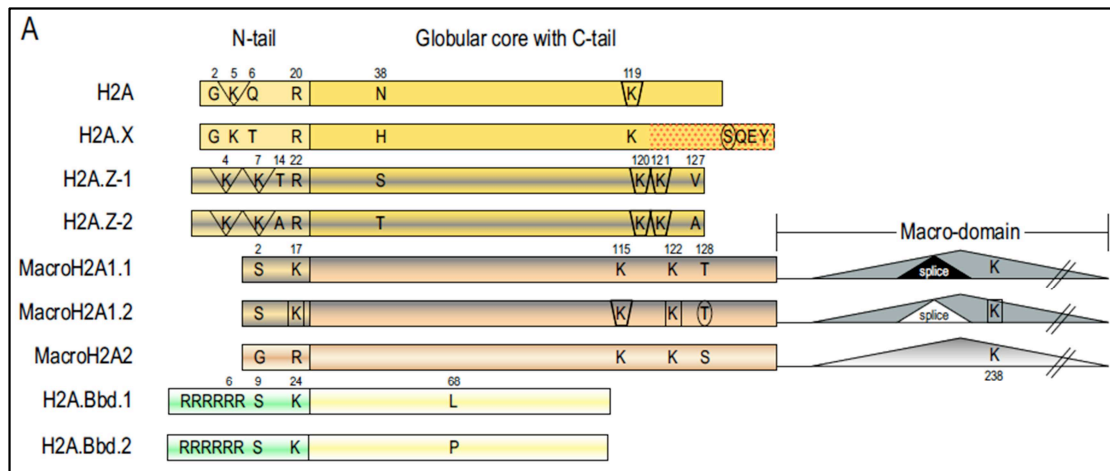 A
N-tail Globular core with C-tail
2 5 6 20 38 119
H2A G K Q R N K
H2A.X G K T R H K SQEY
4 7 14 22 120 121 127
H2A.Z-1 K K T R S K K V
H2A.Z-2 K K A R T K K A
Macro-domain
2 17 115 122 128
MacroH2A1.1 S K K K T splice K
MacroH2A1.2 S K K K T splice K
MacroH2A2 G R K K S K
238
6 9 24 68
H2A.Bbd.1 RRRRRR S K L
H2A.Bbd.2 RRRRRR S K P